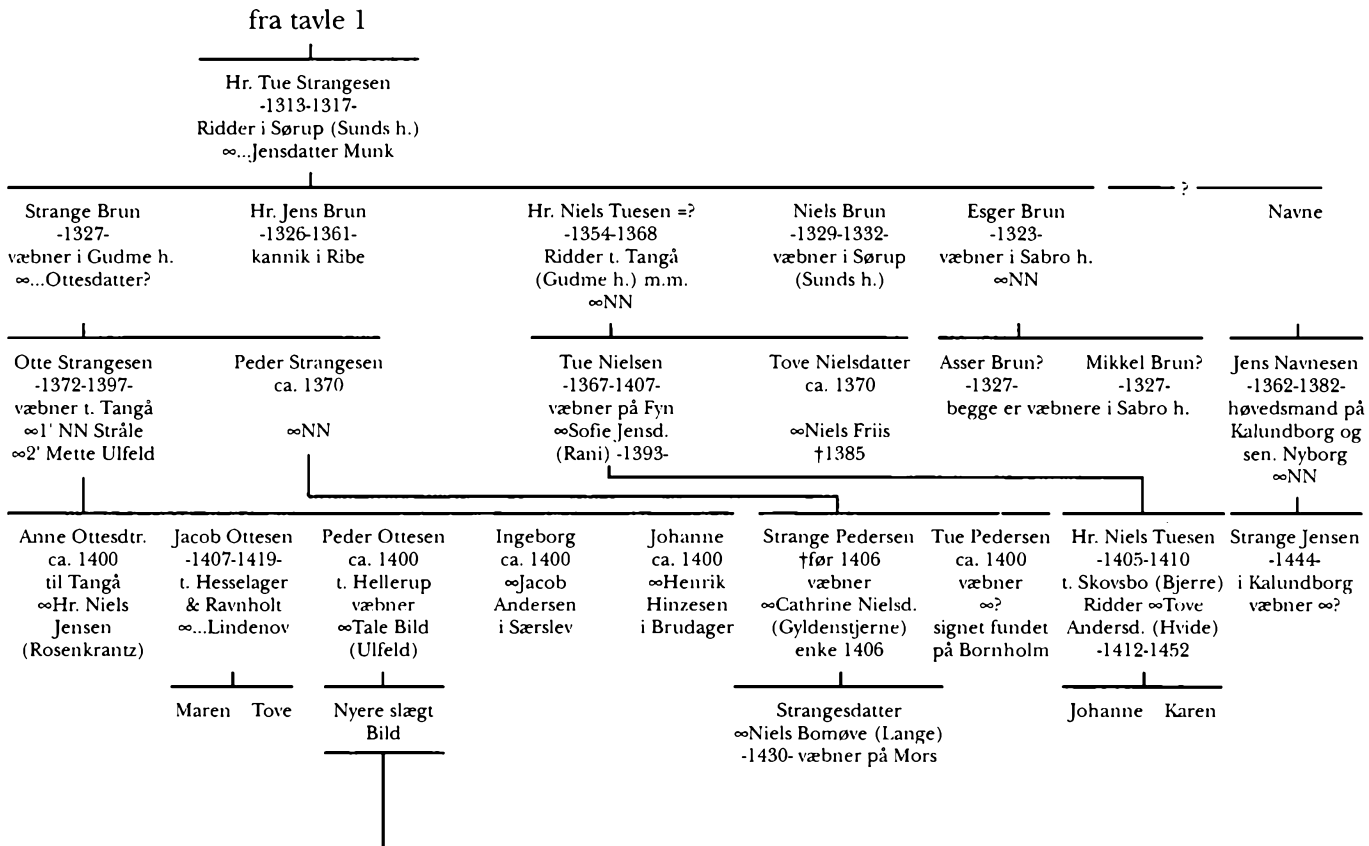 fra tavle 1
Hr. Tue Strangesen
-1313-1317-
Ridder i Sørup (Sunds h.)
∞...Jensdatter Munk
?
Strange Brun
-1327-
væbner i Gudme h.
∞...Ottesdatter?
Hr. Jens Brun
-1326-1361-
kannik i Ribe
Hr. Niels Tuesen =?
-1354-1368
Ridder t. Tangå
(Gudme h.) m.m.
∞NN
Niels Brun
-1329-1332-
væbner i Sørup
(Sunds h.)
Esger Brun
-1323-
væbner i Sabro h.
∞NN
Navne
Otte Strangesen
-1372-1397-
væbner t. Tangå
∞1' NN Stråle
∞2' Mette Ulfeld
Peder Strangesen
ca. 1370
∞NN
Tue Nielsen
-1367-1407-
væbner på Fyn
∞Sofie Jensd.
(Rani) -1393-
Tove Nielsdatter
ca. 1370
∞Niels Friis
†1385
Asser Brun?
-1327-
Mikkel Brun?
-1327-
begge er væbnere i Sabro h.
Jens Navnesen
-1362-1382-
høvedsmand på
Kalundborg og
sen. Nyborg
∞NN
Anne Ottesdtr.
ca. 1400
til Tangå
∞Hr. Niels
Jensen
(Rosenkrantz)
Jacob Ottesen
-1407-1419-
t. Hesselager
& Ravnholt
∞...Lindenov
Peder Ottesen
ca. 1400
t. Hellerup
væbner
∞Tale Bild
(Ulfeld)
Ingeborg
ca. 1400
∞Jacob
Andersen
i Særslev
Johanne
ca. 1400
∞Henrik
Hinzesen
i Brudager
Strange Pedersen
†før 1406
væbner
∞Cathrine Nielsd.
(Gyldenstjerne)
enke 1406
Tue Pedersen
ca. 1400
væbner
∞?
signet fundet
på Bornholm
Hr. Niels Tuesen
-1405-1410
t. Skovsbo (Bjerre)
Ridder ∞Tove
Andersd. (Hvide)
-1412-1452
Strange Jensen
-1444-
i Kalundborg
væbner ∞?
Maren Tove
Nyere slægt
Bild
Strangesdatter
∞Niels Bomøve (Lange)
-1430- væbner på Mors
Johanne Karen